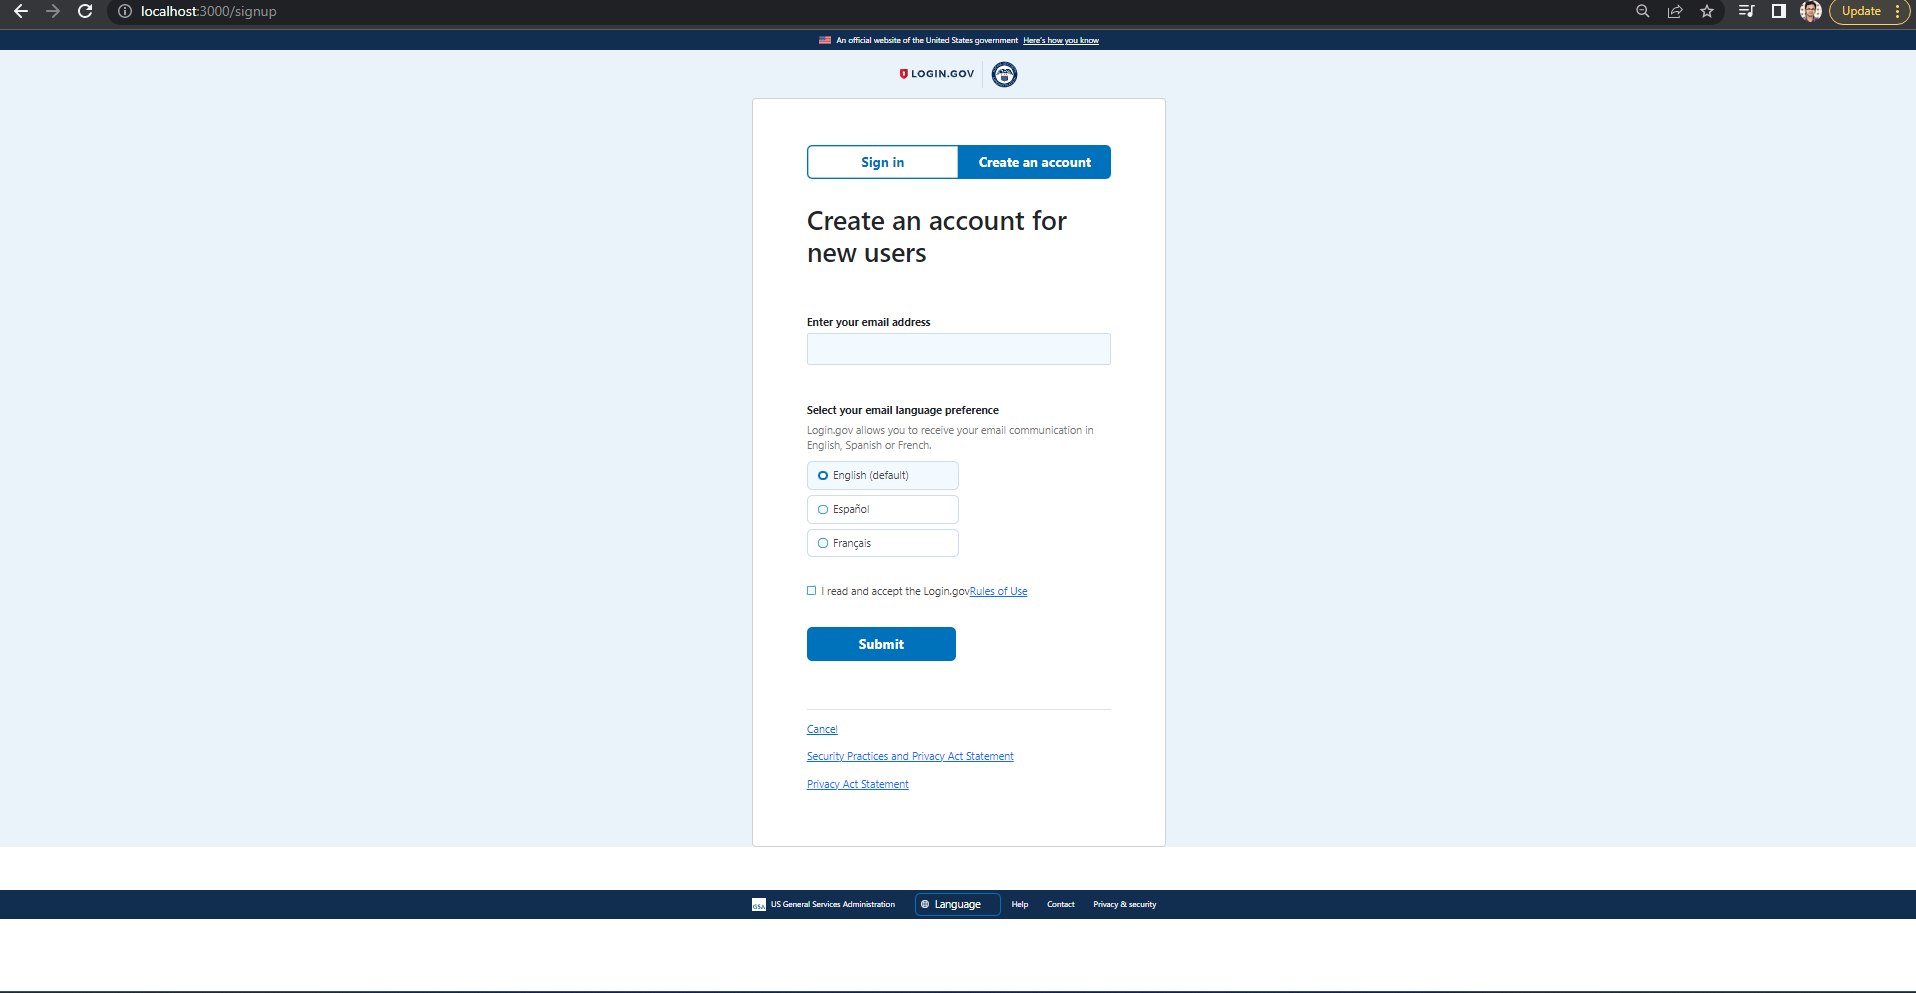 localhost:3000/signup
Update
An official website of the United States government Here's how you know
LOGIN.GOV
Sign in
Create an account
Create an account for
new users
Enter your email address
Select your email language preference
Login.gov allows you to receive your email communication in
English, Spanish or French.
English (default)
Español
Français
I read and accept the Login.govRules of Use
Submit
Cancel
Security Practices and Privacy Act Statement
Privacy Act Statement
GSA US General Services Administration
Language
Help
Contact
Privacy & security